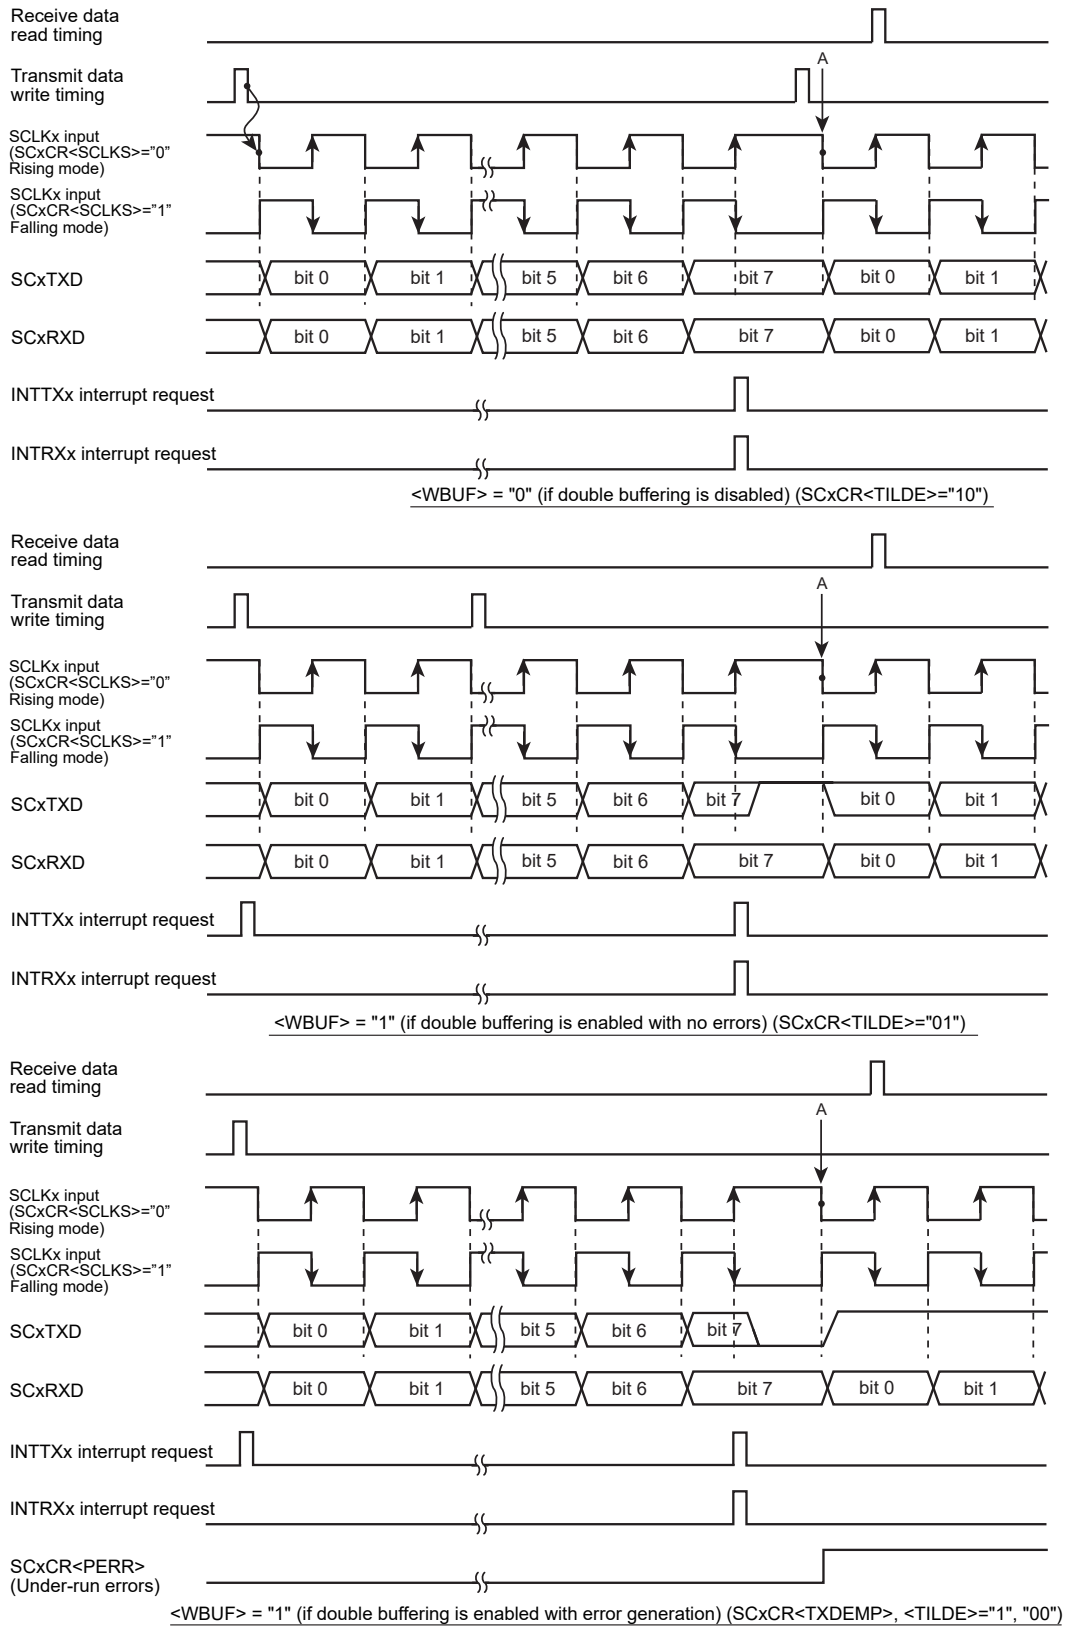 Receive data
read timing
Transmit data
write timing
A
SCLKx input
(SCxCR<SCLKS>="0"
Rising mode)
SCLKx input
(SCxCR<SCLKS>="1"
Falling mode)
SCxTXD bit 0 bit 1 bit 5 bit 6 bit 7 bit 0 bit 1
SCxRXD bit 0 bit 1 bit 5 bit 6 bit 7 bit 0 bit 1
INTTXx interrupt request
INTRXx interrupt request
<WBUF> = "0" (if double buffering is disabled) (SCxCR<TILDE>="10")
Receive data
read timing
A
Transmit data
write timing
SCLKx input
(SCxCR<SCLKS>="0"
Rising mode)
SCLKx input
(SCxCR<SCLKS>="1"
Falling mode)
SCxTXD bit 0 bit 1 bit 5 bit 6 bit 7 bit 0 bit 1
SCxRXD bit 0 bit 1 bit 5 bit 6 bit 7 bit 0 bit 1
INTTXx interrupt request
INTRXx interrupt request
<WBUF> = "1" (if double buffering is enabled with no errors) (SCxCR<TILDE>="01")
Receive data
read timing
A
Transmit data
write timing
SCLKx input
(SCxCR<SCLKS>="0"
Rising mode)
SCLKx input
(SCxCR<SCLKS>="1"
Falling mode)
SCxTXD bit 0 bit 1 bit 5 bit 6 bit 7
SCxRXD bit 0 bit 1 bit 5 bit 6 bit 7 bit 0 bit 1
INTTXx interrupt request
INTRXx interrupt request
SCxCR<PERR>
(Under-run errors)
<WBUF> = "1" (if double buffering is enabled with error generation) (SCxCR<TXDEMP>, <TILDE>="1", "00")